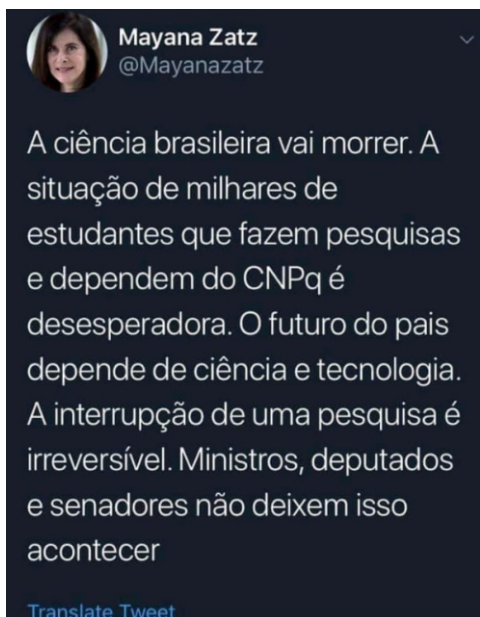 Mayana Zatz
@Mayanazatz
A ciência brasileira vai morrer. A
situação de milhares de
estudantes que fazem pesquisas
e dependem do CNPq é
desesperadora. O futuro do pais
depende de ciência e tecnologia.
A interrupção de uma pesquisa é
irreversível. Ministros, deputados
e senadores não deixem isso
acontecer
Translate Tweet